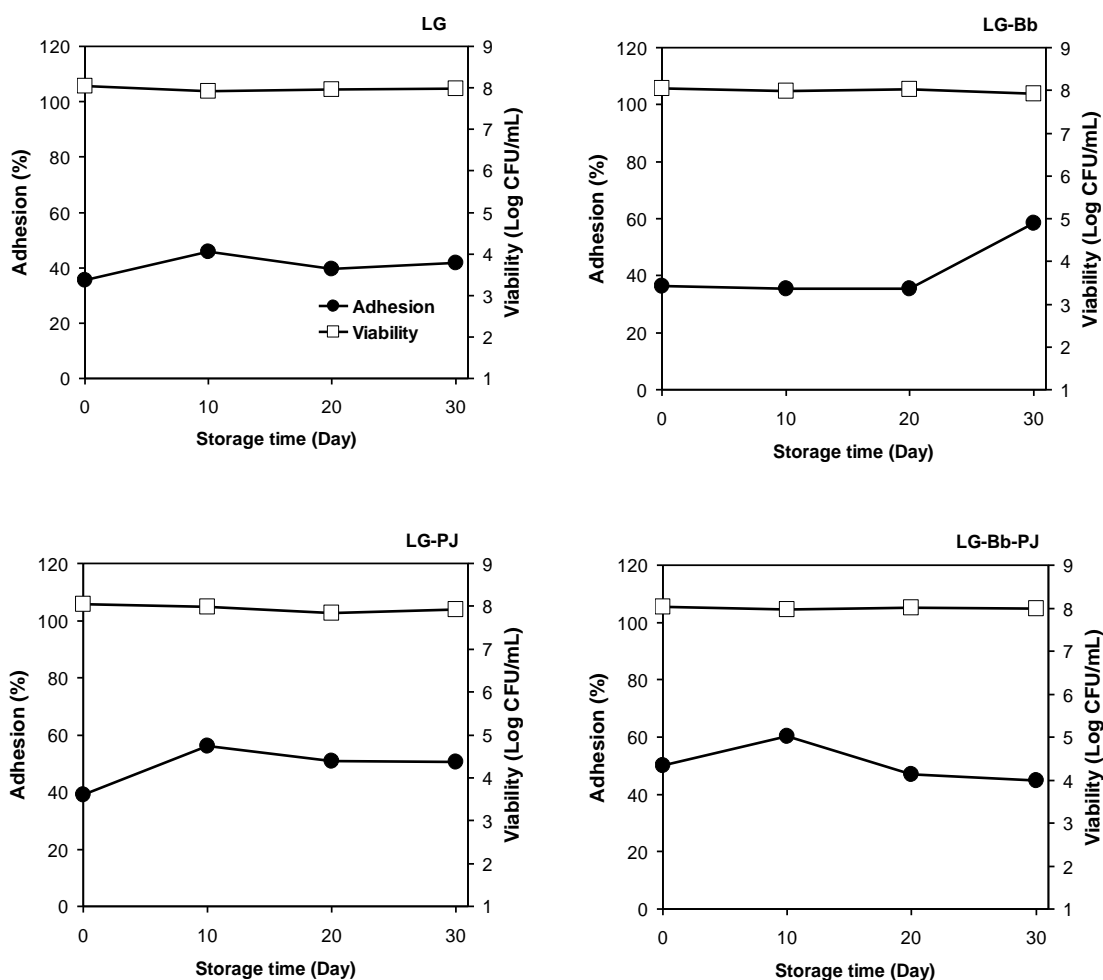 LG
120
100
80
60
40
20
0
Adhesion (%)
9
8
7
6
5
4
3
2
1
Viability (Log CFU/mL)
Adhesion
Viability
0 10 20 30
Storage time (Day)
LG-Bb
120
100
80
60
40
20
0
Adhesion (%)
9
8
7
6
5
4
3
2
1
Viability (Log CFU/mL)
0 10 20 30
Storage time (Day)
LG-PJ
120
100
80
60
40
20
0
Adhesion (%)
9
8
7
6
5
4
3
2
1
Viability (Log CFU/mL)
0 10 20 30
Storage time (Day)
LG-Bb-PJ
120
100
80
60
40
20
0
Adhesion (%)
9
8
7
6
5
4
3
2
1
Viability (Log CFU/mL)
0 10 20 30
Storage time (Day)